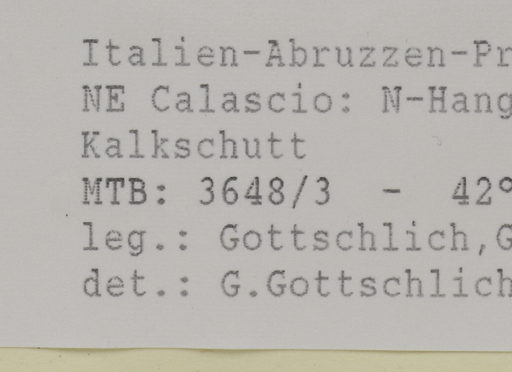 Italien-Abruzzen-Pr
NE Calascio: N-Hang
Kalkschutt
MTB: 3648/3  -  42°
leg.: Gottschlich,G
det.: G.Gottschlich